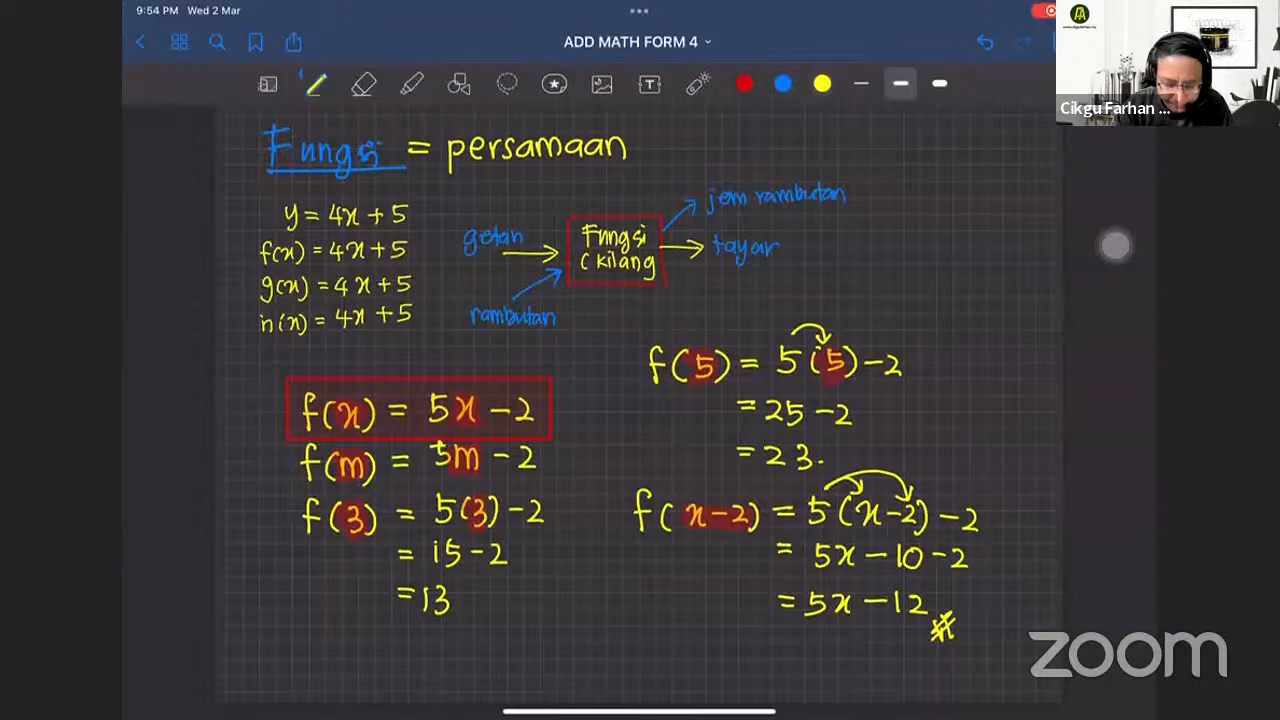 9:54 PM Wed 2 Mar
ADD MATH FORM 4
Cikgu Farhan ...
Fungsi = persamaan
y = 4x + 5
f(x) = 4x + 5
g(x) = 4x + 5
n(x) = 4x + 5
getah
rambutan
Fungsi
(kilang
jem rambutan
tayar
f(x) = 5x - 2
f(m) = 5m - 2
f(3) = 5(3) - 2
= 15 - 2
= 13
f(5) = 5(5) - 2
= 25 - 2
= 23.
f(x-2) = 5(x-2) - 2
= 5x - 10 - 2
= 5x - 12 #
zoom